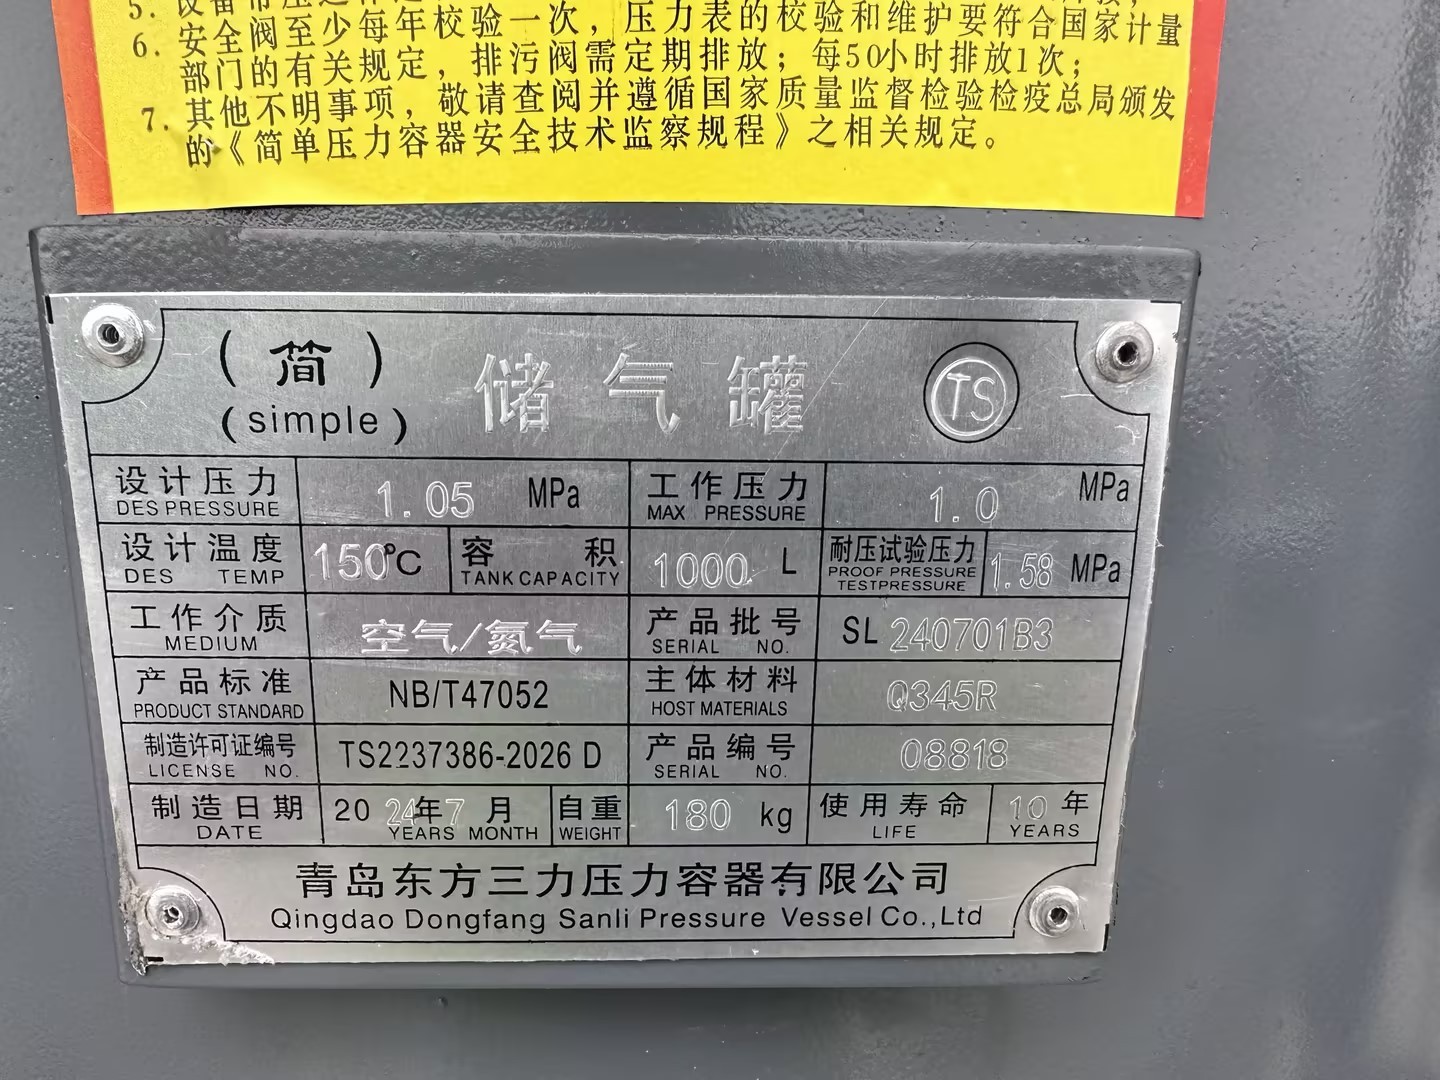 5.
6. 安全阀至少每年校验一次，压力表的校验和维护要符合国家计量
部门的有关规定，排污阀需定期排放；每50小时排放1次；
7. 其他不明事项，敬请查阅并遵循国家质量监督检验检疫总局颁发
的《简单压力容器安全技术监察规程》之相关规定。
（简） 储气罐 TS
(simple)
设计压力 1.05 MPa 工作压力 1.0 MPa
DES PRESSURE MAX PRESSURE
设计温度 150℃ 容积 1000 L 耐压试验压力 1.58 MPa
DES TEMP TANK CAPACITY PROOF PRESSURE
TESTPRESSURE
工作介质 空气/氮气 产品批号 SL 240701B3
MEDIUM SERIAL NO.
产品标准 NB/T47052 主体材料 Q345R
PRODUCT STANDARD HOST MATERIALS
制造许可证编号 TS2237386-2026 D 产品编号 08818
LICENSE NO. SERIAL NO.
制造日期 2024年7月 自重 180 kg 使用寿命 10年
DATE YEARS MONTH WEIGHT LIFE YEARS
青岛东方三力压力容器有限公司
Qingdao Dongfang Sanli Pressure Vessel Co.,Ltd